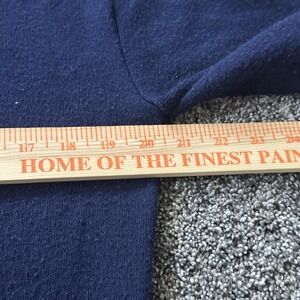 17 18 19 20 21 22 23
HOME OF THE FINEST PAIN